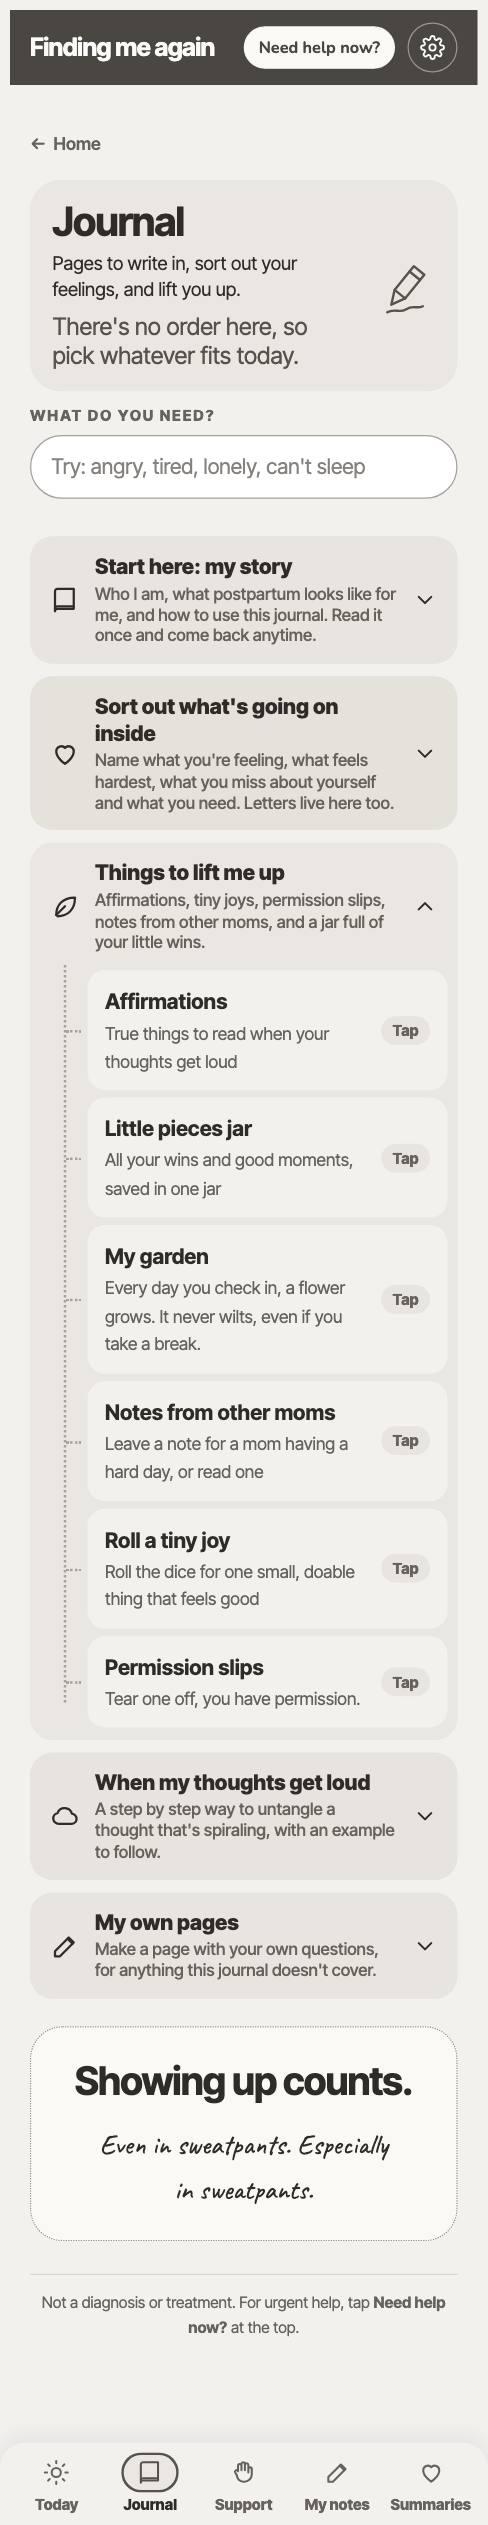 Finding me again
Need help now?
← Home
Journal
Pages to write in, sort out your
feelings, and lift you up.
There's no order here, so
pick whatever fits today.
WHAT DO YOU NEED?
Try: angry, tired, lonely, can't sleep
Start here: my story
Who I am, what postpartum looks like for
me, and how to use this journal. Read it
once and come back anytime.
Sort out what's going on
inside
Name what you're feeling, what feels
hardest, what you miss about yourself
and what you need. Letters live here too.
Things to lift me up
Affirmations, tiny joys, permission slips,
notes from other moms, and a jar full of
your little wins.
Affirmations
True things to read when your
thoughts get loud
Tap
Little pieces jar
All your wins and good moments,
saved in one jar
Tap
My garden
Every day you check in, a flower
grows. It never wilts, even if you
take a break.
Tap
Notes from other moms
Leave a note for a mom having a
hard day, or read one
Tap
Roll a tiny joy
Roll the dice for one small, doable
thing that feels good
Tap
Permission slips
Tear one off, you have permission.
Tap
When my thoughts get loud
A step by step way to untangle a
thought that's spiraling, with an example
to follow.
My own pages
Make a page with your own questions,
for anything this journal doesn't cover.
Showing up counts.
Even in sweatpants. Especially
in sweatpants.
Not a diagnosis or treatment. For urgent help, tap Need help
now? at the top.
Today
Journal
Support
My notes
Summaries